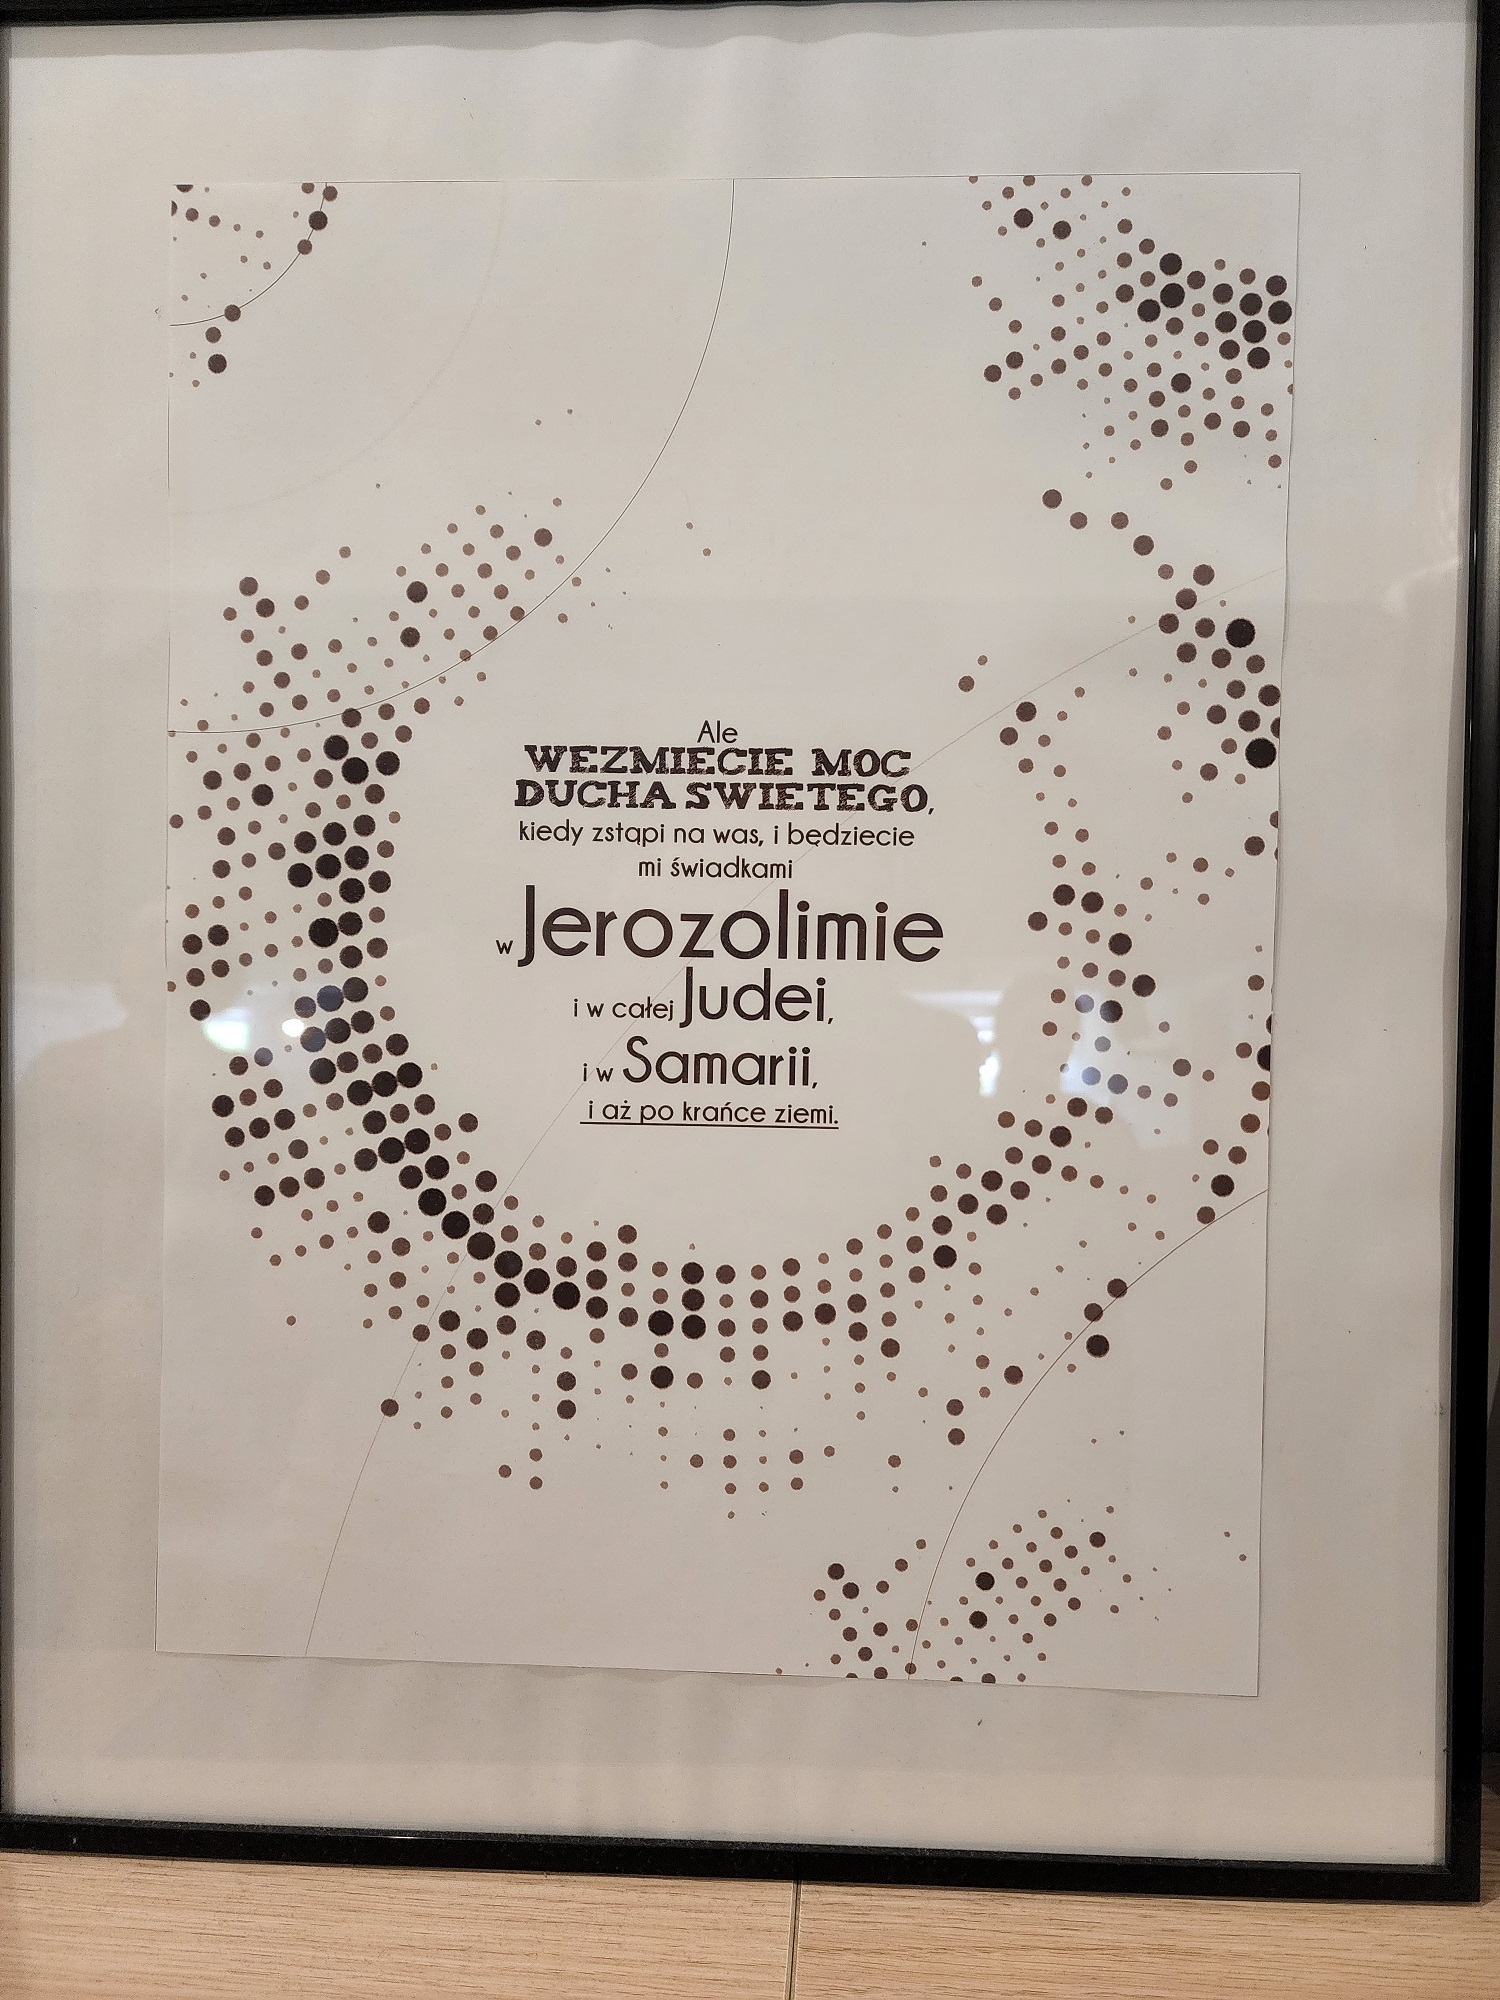 Ale
WEZMIECIE MOC
DUCHA SWIETEGO,
kiedy zstąpi na was, i będziecie
mi świadkami
w Jerozolimie
i w całej Judei,
i w Samarii,
i aż po krańce ziemi.